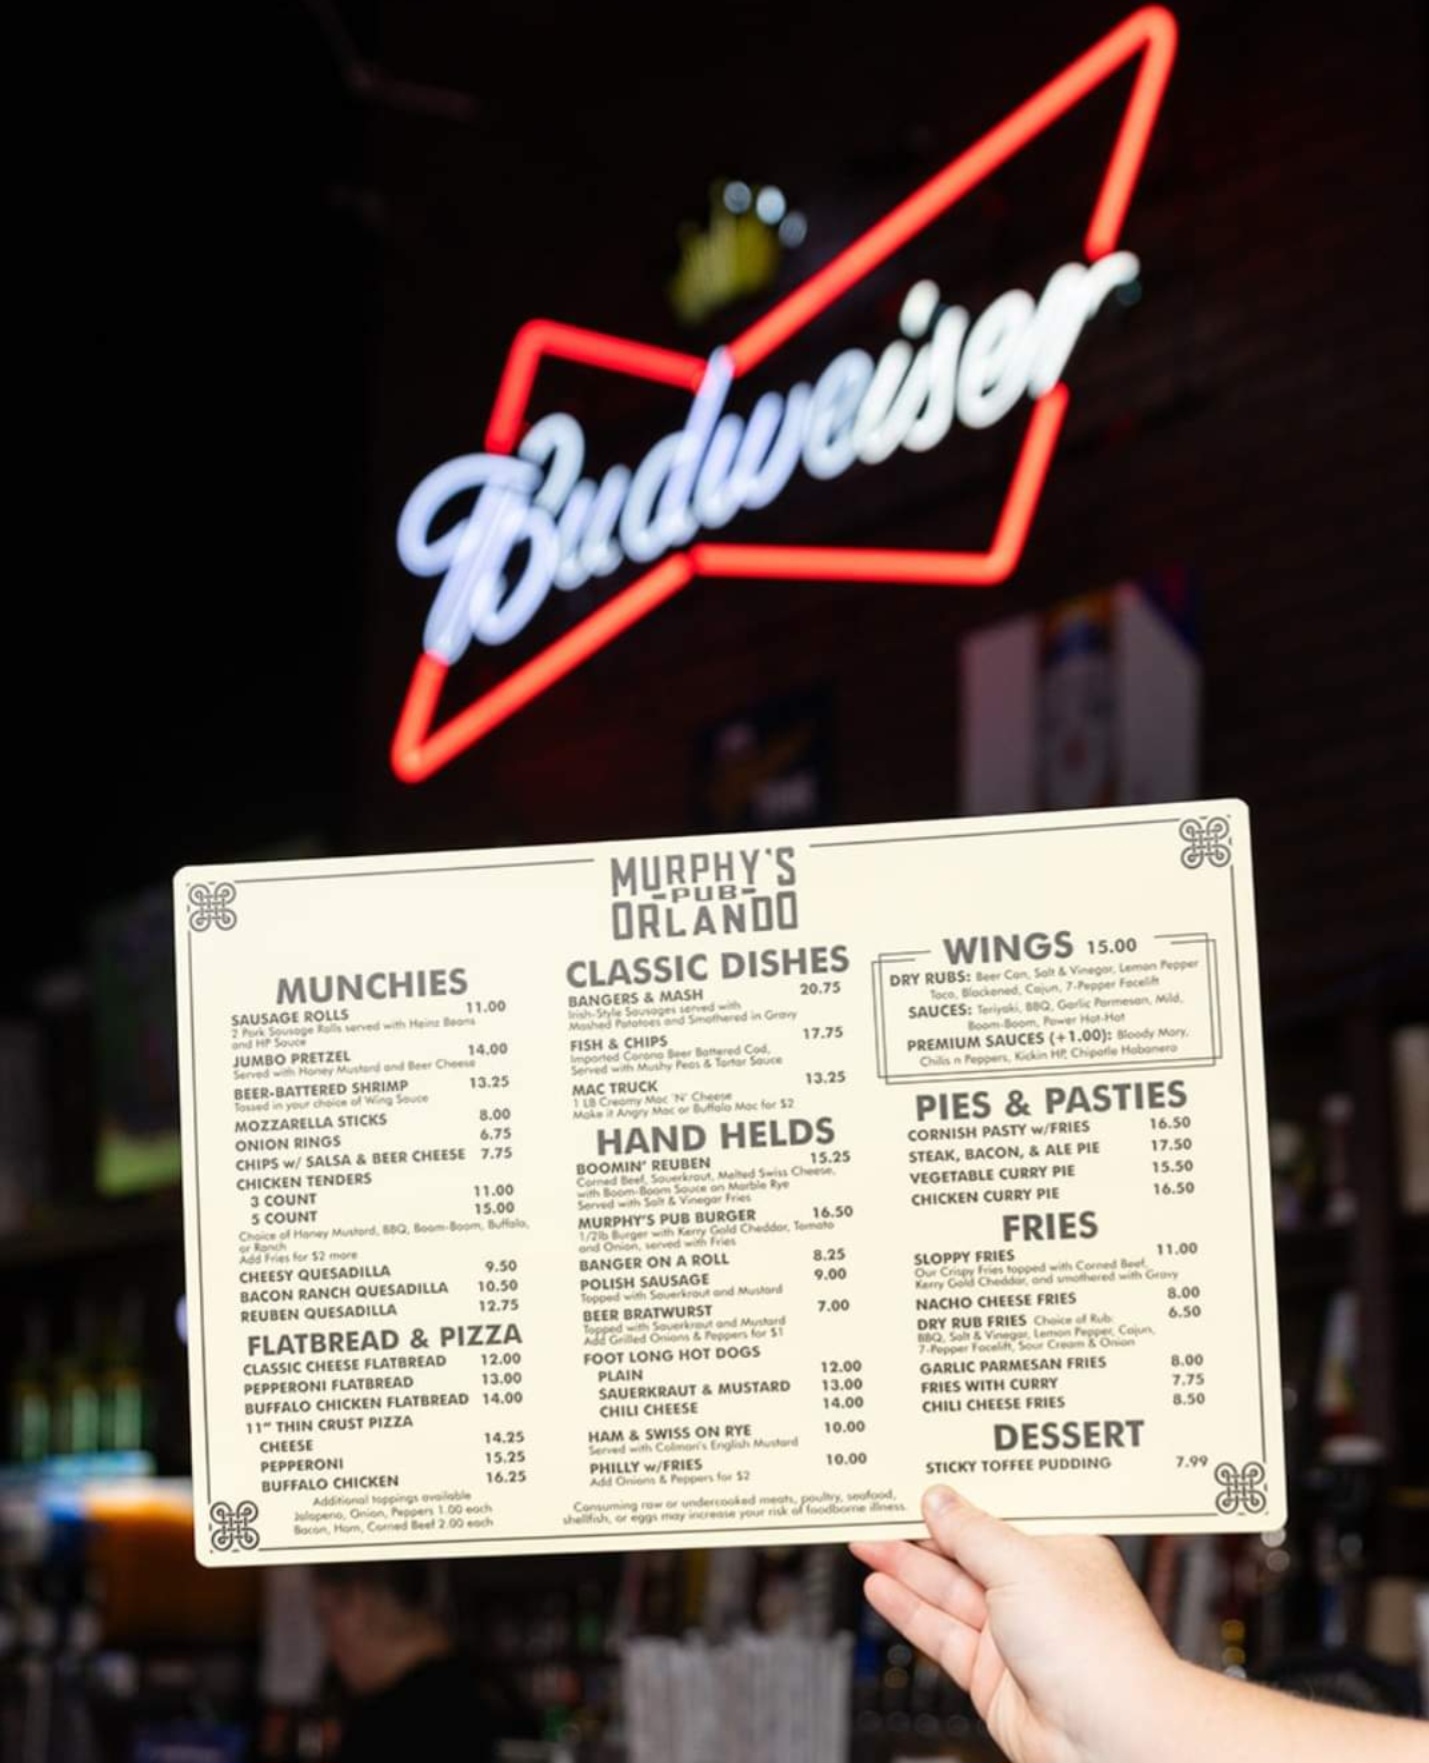 Budweiser
MURPHY'S
-PUB-
ORLANDO
MUNCHIES
SAUSAGE ROLLS 11.00
2 Pork Sausage Rolls served with Heinz Beans
and HP Sauce
JUMBO PRETZEL 14.00
Served with Honey Mustard and Beer Cheese
BEER-BATTERED SHRIMP 13.25
Tossed in your choice of Wing Sauce
MOZZARELLA STICKS 8.00
ONION RINGS 6.75
CHIPS w/ SALSA & BEER CHEESE 7.75
CHICKEN TENDERS
3 COUNT 11.00
5 COUNT 15.00
Choice of Honey Mustard, BBQ, Boom-Boom, Buffalo,
or Ranch
Add Fries for $2 more
CHEESY QUESADILLA 9.50
BACON RANCH QUESADILLA 10.50
REUBEN QUESADILLA 12.75
FLATBREAD & PIZZA
CLASSIC CHEESE FLATBREAD 12.00
PEPPERONI FLATBREAD 13.00
BUFFALO CHICKEN FLATBREAD 14.00
11" THIN CRUST PIZZA
CHEESE 14.25
PEPPERONI 15.25
BUFFALO CHICKEN 16.25
Additional toppings available
Jalapeno, Onion, Peppers 1.00 each
Bacon, Ham, Corned Beef 2.00 each
CLASSIC DISHES
BANGERS & MASH 20.75
Irish-Style Sausages served with
Mashed Potatoes and Smothered in Gravy
FISH & CHIPS 17.75
Imported Corona Beer Battered Cod,
Served with Mushy Peas & Tartar Sauce
MAC TRUCK 13.25
1 LB Creamy Mac 'N' Cheese
Make it Angry Mac or Buffalo Mac for $2
HAND HELDS
BOOMIN' REUBEN 15.25
Corned Beef, Sauerkraut, Melted Swiss Cheese,
with Boom-Boom Sauce on Marble Rye
Served with Salt & Vinegar Fries
MURPHY'S PUB BURGER 16.50
1/2lb Burger with Kerry Gold Cheddar, Tomato
and Onion, served with Fries
BANGER ON A ROLL 8.25
POLISH SAUSAGE 9.00
Topped with Sauerkraut and Mustard
BEER BRATWURST 7.00
Topped with Sauerkraut and Mustard
Add Grilled Onions & Peppers for $1
FOOT LONG HOT DOGS
PLAIN 12.00
SAUERKRAUT & MUSTARD 13.00
CHILI CHEESE 14.00
HAM & SWISS ON RYE 10.00
Served with Colman's English Mustard
PHILLY w/FRIES 10.00
Add Onions & Peppers for $2
Consuming raw or undercooked meats, poultry, seafood,
shellfish, or eggs may increase your risk of foodborne illness.
WINGS 15.00
DRY RUBS: Beer Can, Salt & Vinegar, Lemon Pepper
Taco, Blackened, Cajun, 7-Pepper Facelift
SAUCES: Teriyaki, BBQ, Garlic Parmesan, Mild,
Boom-Boom, Power Hot-Hot
PREMIUM SAUCES (+1.00): Bloody Mary,
Chilis n Peppers, Kickin HP, Chipotle Habanero
PIES & PASTIES
CORNISH PASTY w/FRIES 16.50
STEAK, BACON, & ALE PIE 17.50
VEGETABLE CURRY PIE 15.50
CHICKEN CURRY PIE 16.50
FRIES
SLOPPY FRIES 11.00
Our Crispy Fries topped with Corned Beef,
Kerry Gold Cheddar, and smothered with Gravy
NACHO CHEESE FRIES 8.00
DRY RUB FRIES Choice of Rub: 6.50
BBQ, Salt & Vinegar, Lemon Pepper, Cajun,
7-Pepper Facelift, Sour Cream & Onion
GARLIC PARMESAN FRIES 8.00
FRIES WITH CURRY 7.75
CHILI CHEESE FRIES 8.50
DESSERT
STICKY TOFFEE PUDDING 7.99